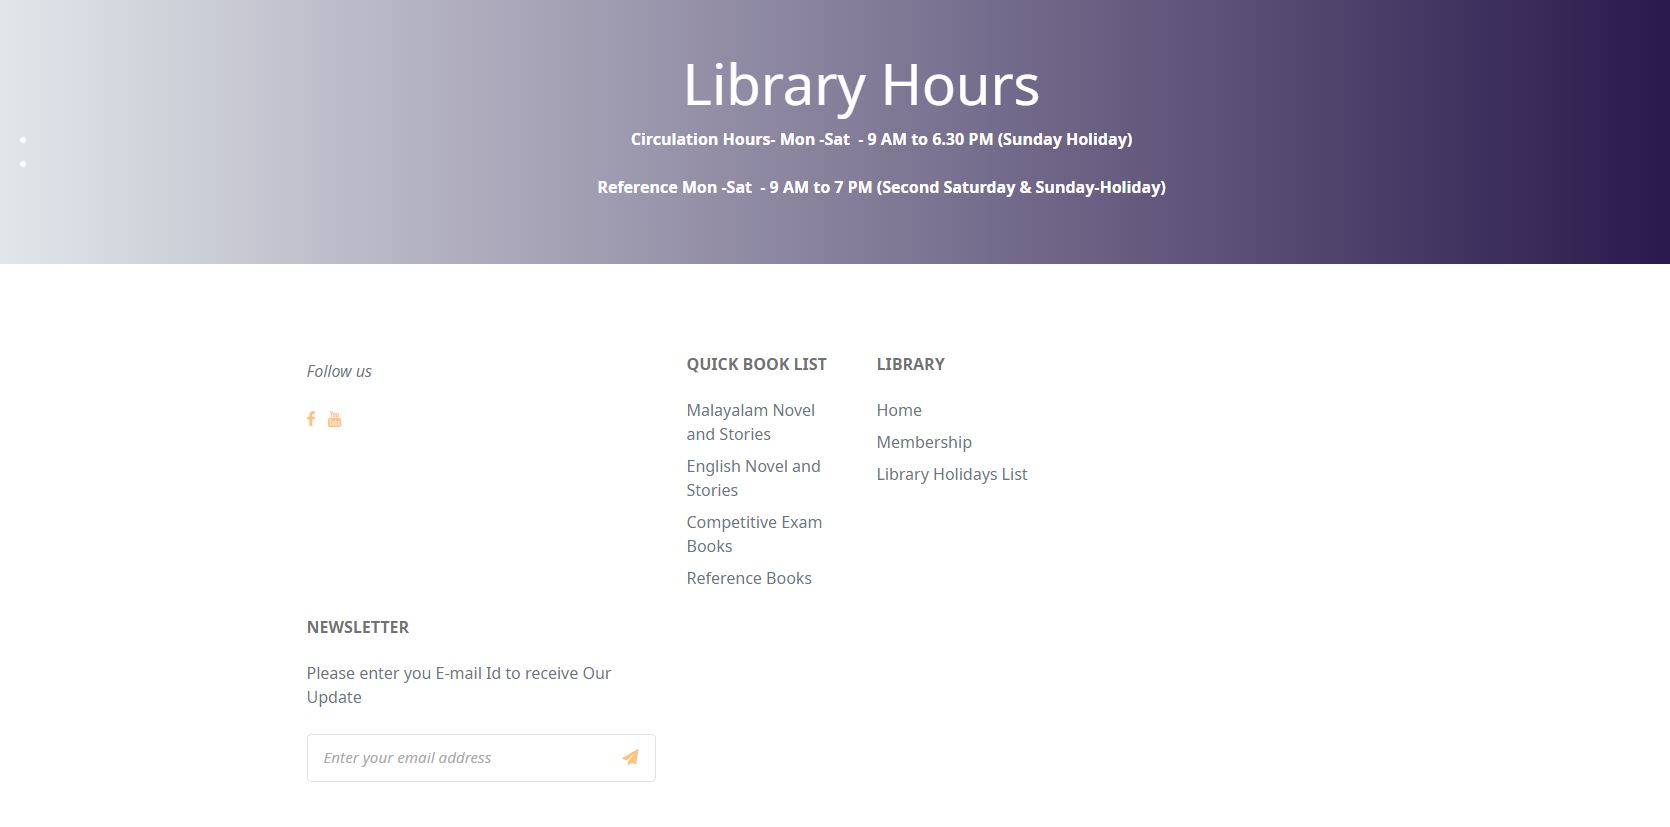 Library Hours
Circulation Hours- Mon -Sat  - 9 AM to 6.30 PM (Sunday Holiday)
Reference Mon -Sat  - 9 AM to 7 PM (Second Saturday & Sunday-Holiday)
Follow us
You
Tube
QUICK BOOK LIST
Malayalam Novel
and Stories
English Novel and
Stories
Competitive Exam
Books
Reference Books
LIBRARY
Home
Membership
Library Holidays List
NEWSLETTER
Please enter you E-mail Id to receive Our
Update
Enter your email address